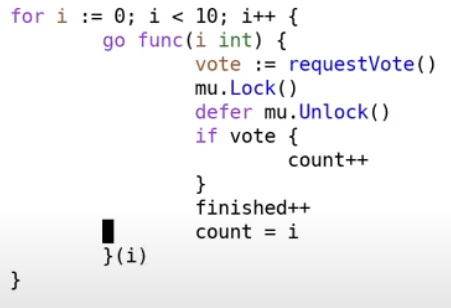 for i := 0; i < 10; i++ {
        go func(i int) {
                vote := requestVote()
                mu.Lock()
                defer mu.Unlock()
                if vote {
                        count++
                }
                finished++
                count = i
        }(i)
}